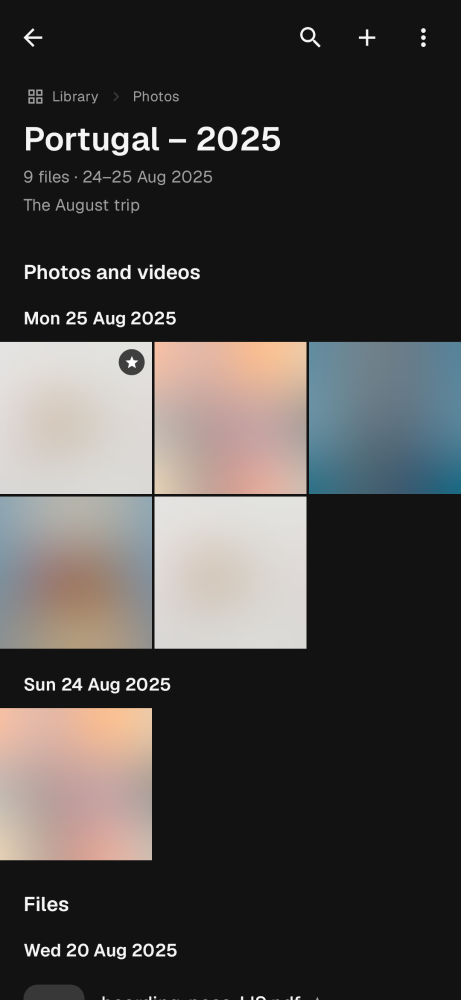 Library > Photos
Portugal – 2025
9 files · 24–25 Aug 2025
The August trip
Photos and videos
Mon 25 Aug 2025
Sun 24 Aug 2025
Files
Wed 20 Aug 2025